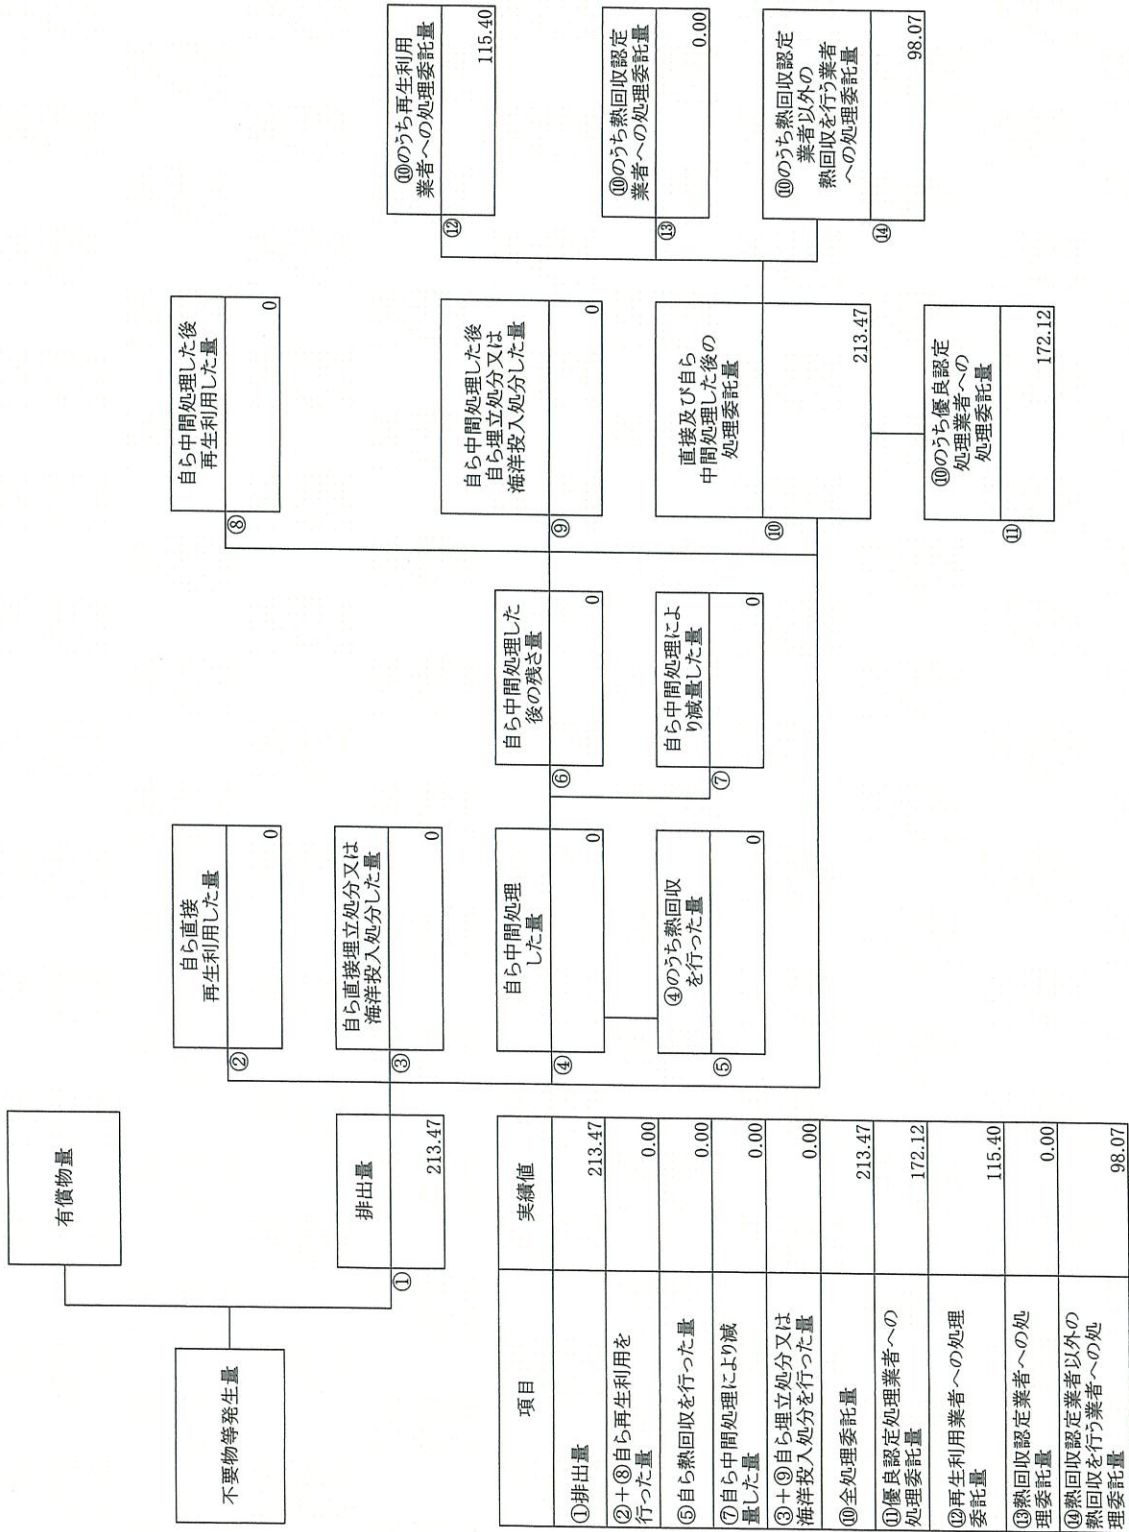 不要物等発生量
有償物量
①
排出量
213.47
②
自ら直接
再生利用した量
0
③
自ら直接埋立処分又は
海洋投入処分した量
0
④
自ら中間処理
した量
0
⑤
④のうち熱回収
を行った量
0
⑥
自ら中間処理した
後の残さ量
0
⑦
自ら中間処理によ
り減量した量
0
⑧
自ら中間処理した後
再生利用した量
0
⑨
自ら中間処理した後
自ら埋立処分又は
海洋投入処分した量
0
⑩
直接及び自ら
中間処理した後の
処理委託量
213.47
⑪
⑩のうち優良認定
処理業者への
処理委託量
172.12
⑫
⑩のうち再生利用
業者への処理委託量
115.40
⑬
⑩のうち熱回収認定
業者への処理委託量
0.00
⑭
⑩のうち熱回収認定
業者以外の
熱回収を行う業者
への処理委託量
98.07
項目 実績値
①排出量 213.47
②+⑧自ら再生利用を
行った量 0.00
⑤自ら熱回収を行った量 0.00
⑦自ら中間処理により減
量した量 0.00
③+⑨自ら埋立処分又は
海洋投入処分を行った量 0.00
⑩全処理委託量 213.47
⑪優良認定処理業者への
処理委託量 172.12
⑫再生利用業者への処理
委託量 115.40
⑬熱回収認定業者への処
理委託量 0.00
⑭熱回収認定業者以外の
熱回収を行う業者への処
理委託量 98.07